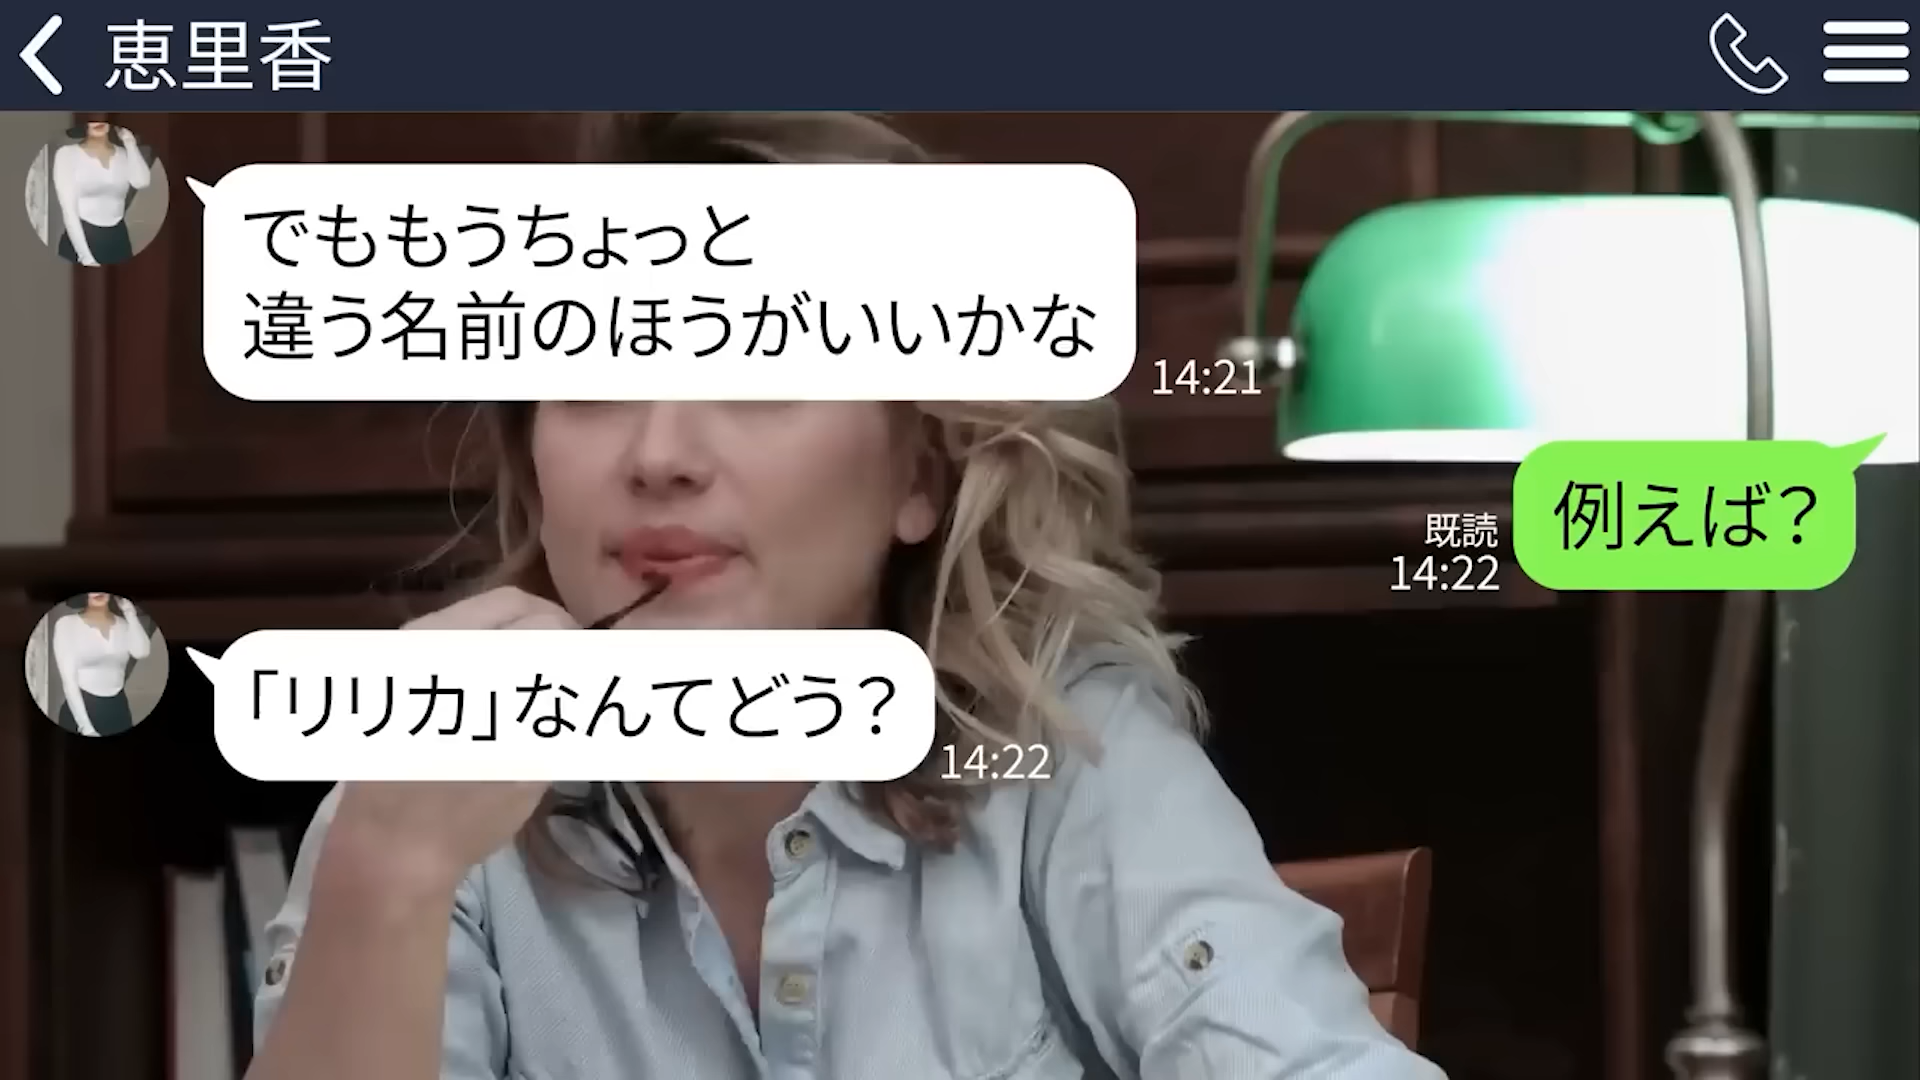 恵里香
でももうちょっと
違う名前のほうがいいかな
14:21
例えば？
既読
14:22
「リリカ」なんてどう？
14:22